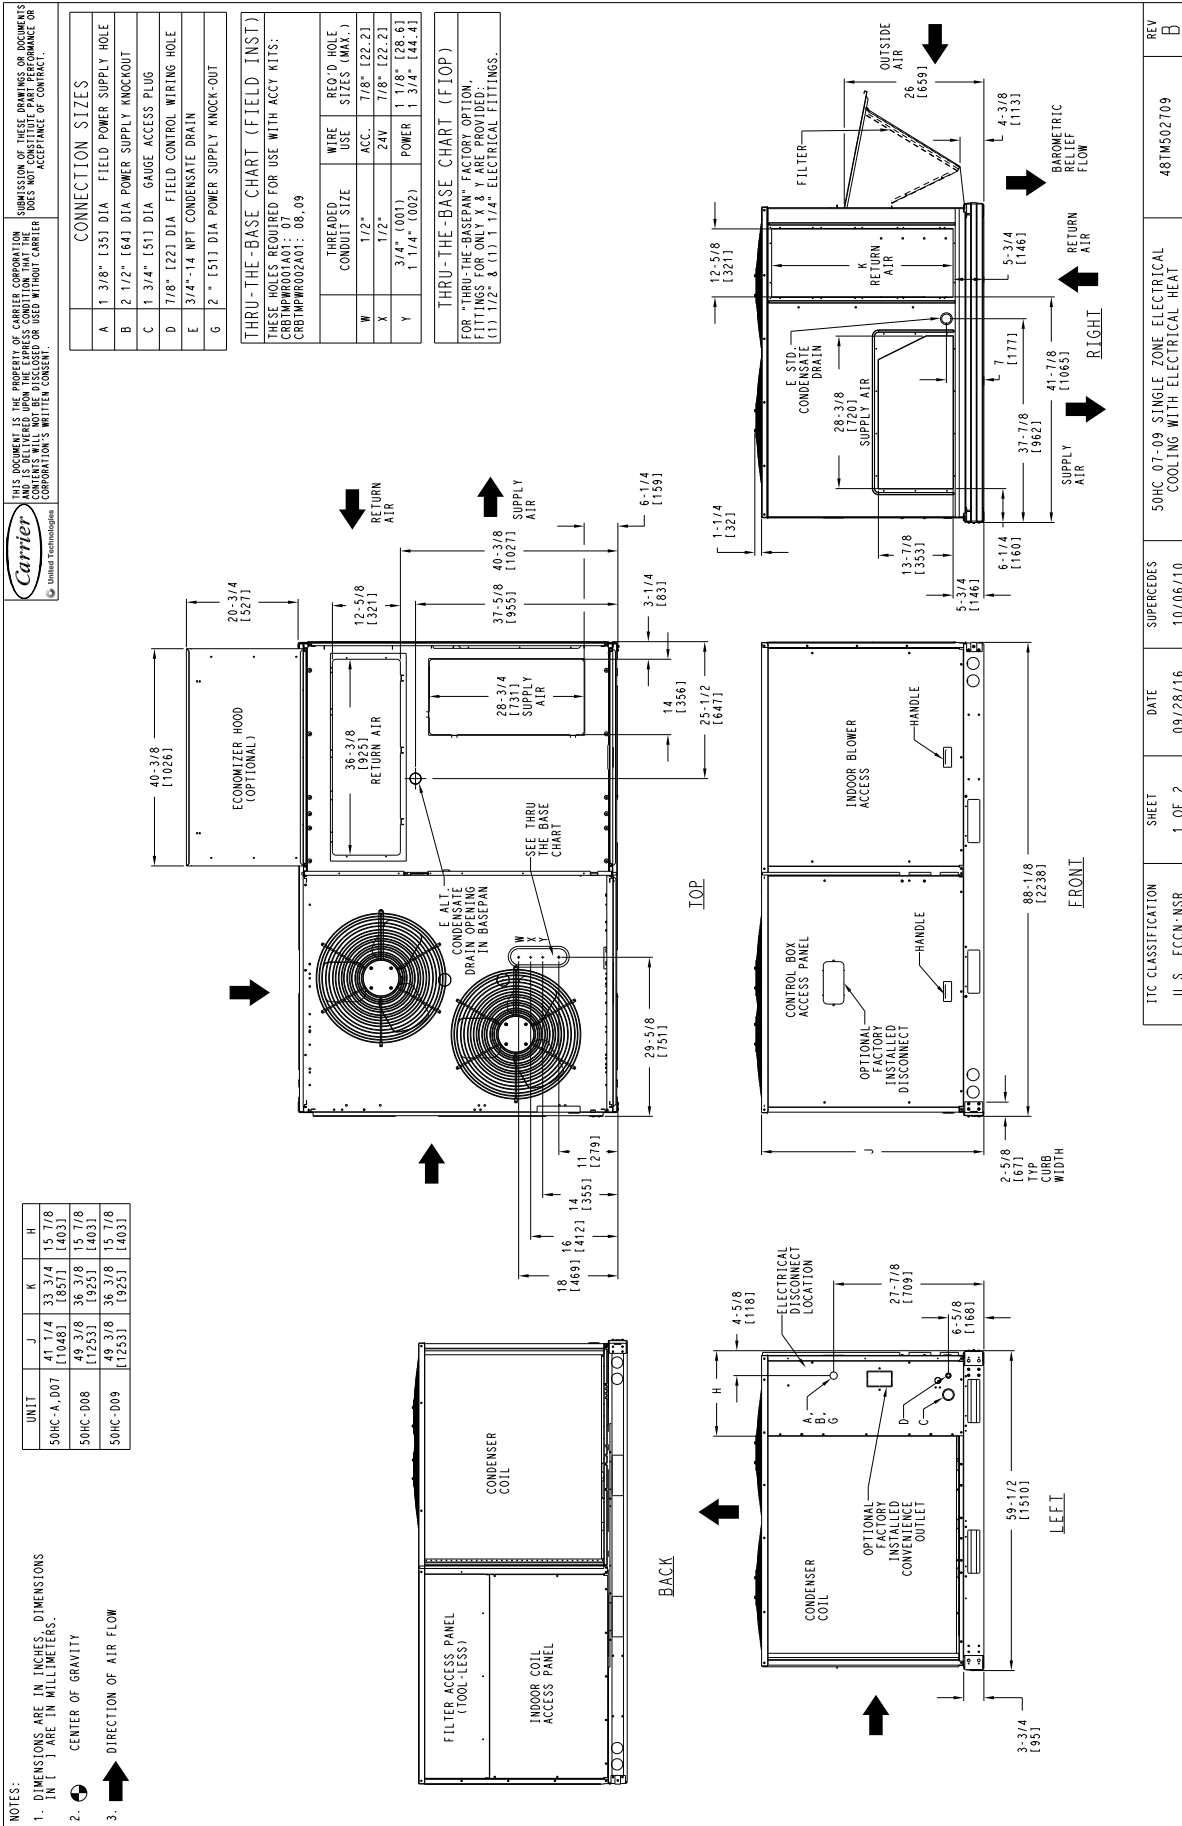 NOTES:
1. DIMENSIONS ARE IN INCHES, DIMENSIONS
IN [ ] ARE IN MILLIMETERS.
2. CENTER OF GRAVITY
3. DIRECTION OF AIR FLOW
UNIT J K H
50HC-A,D07 41 1/4 [1048] 33 3/4 [857] 15 7/8 [403]
50HC-D08 49 3/8 [1253] 36 3/8 [925] 15 7/8 [403]
50HC-D09 49 3/8 [1253] 36 3/8 [925] 15 7/8 [403]
Carrier
United Technologies
THIS DOCUMENT IS THE PROPERTY OF CARRIER CORPORATION
AND IS DELIVERED UPON THE EXPRESS CONDITION THAT THE
CONTENTS WILL NOT BE DISCLOSED OR USED WITHOUT CARRIER
CORPORATION'S WRITTEN CONSENT.
SUBMISSION OF THESE DRAWINGS OR DOCUMENTS
DOES NOT CONSTITUTE PART PERFORMANCE OR
ACCEPTANCE OF CONTRACT.
CONNECTION SIZES
A 1 3/8" [35] DIA FIELD POWER SUPPLY HOLE
B 2 1/2" [64] DIA POWER SUPPLY KNOCKOUT
C 1 3/4" [51] DIA GAUGE ACCESS PLUG
D 7/8" [22] DIA FIELD CONTROL WIRING HOLE
E 3/4"-14 NPT CONDENSATE DRAIN
G 2 " [51] DIA POWER SUPPLY KNOCK-OUT
THRU-THE-BASE CHART (FIELD INST)
THESE HOLES REQUIRED FOR USE WITH ACCY KITS:
CRBTMPWR001A01: 07
CRBTMPWR002A01: 08,09
THREADED CONDUIT SIZE WIRE USE REQ'D HOLE SIZES (MAX.)
W 1/2" ACC. 7/8" [22.2]
X 1/2" 24V 7/8" [22.2]
Y 3/4" (001) POWER 1 1/8" [28.6]
1 1/4" (002) 1 3/4" [44.4]
THRU-THE-BASE CHART (FIOP)
FOR "THRU-THE-BASEPAN" FACTORY OPTION,
FITTINGS FOR ONLY X & Y ARE PROVIDED:
(1) 1/2" & (1) 1 1/4" ELECTRICAL FITTINGS.
FILTER ACCESS PANEL
(TOOL-LESS)
INDOOR COIL
ACCESS PANEL
CONDENSER
COIL
BACK
40-3/8
[1026]
20-3/4
[527]
ECONOMIZER HOOD
(OPTIONAL)
12-5/8
[321]
36-3/8
[925]
RETURN AIR
37-5/8
[955]
40-3/8
[1027]
RETURN
AIR
SUPPLY
AIR
28-3/4
[731]
SUPPLY
AIR
6-1/4
[159]
3-1/4
[83]
14
[356]
25-1/2
[647]
E ALT.
CONDENSATE
DRAIN OPENING
IN BASEPAN
SEE THRU
THE BASE
CHART
W
X
Y
29-5/8
[751]
11
[279]
14
[355]
16
[412]
18
[469]
TOP
CONDENSER
COIL
OPTIONAL
FACTORY
INSTALLED
CONVENIENCE
OUTLET
H
4-5/8
[118]
ELECTRICAL
DISCONNECT
LOCATION
A,
B,
G
D
C
27-7/8
[709]
6-5/8
[168]
59-1/2
[1510]
3-3/4
[95]
LEFT
CONTROL BOX
ACCESS PANEL
OPTIONAL
FACTORY
INSTALLED
DISCONNECT
HANDLE
INDOOR BLOWER
ACCESS
HANDLE
J
2-5/8
[67]
TYP
CURB
WIDTH
88-1/8
[2238]
FRONT
1-1/4
[32]
12-5/8
[321]
FILTER
OUTSIDE
AIR
26
[659]
4-3/8
[113]
BAROMETRIC
RELIEF
FLOW
E STD.
CONDENSATE
DRAIN
K
RETURN
AIR
28-3/8
[720]
SUPPLY AIR
13-7/8
[353]
5-3/4
[146]
6-1/4
[160]
37-7/8
[962]
41-7/8
[1065]
7
[177]
5-3/4
[146]
RETURN
AIR
SUPPLY
AIR
RIGHT
ITC CLASSIFICATION SHEET DATE SUPERCEDES 50HC 07-09 SINGLE ZONE ELECTRICAL 48TM502709 REV
U.S. ECCN:NSR 1 OF 2 09/28/16 10/06/10 COOLING WITH ELECTRICAL HEAT B